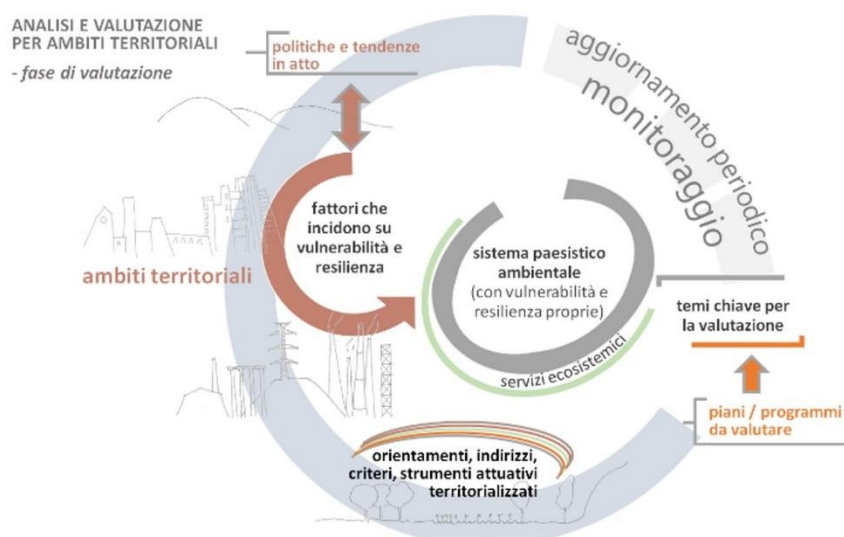 ANALISI E VALUTAZIONE
PER AMBITI TERRITORIALI
- fase di valutazione
politiche e tendenze
in atto
aggiornamento periodico
monitoraggio
fattori che
incidono su
vulnerabilità e
resilienza
ambiti territoriali
sistema paesistico
ambientale
(con vulnerabilità e
resilienza proprie)
servizi ecosistemici
temi chiave per
la valutazione
piani / programmi
da valutare
orientamenti, indirizzi,
criteri, strumenti attuativi
territorializzati